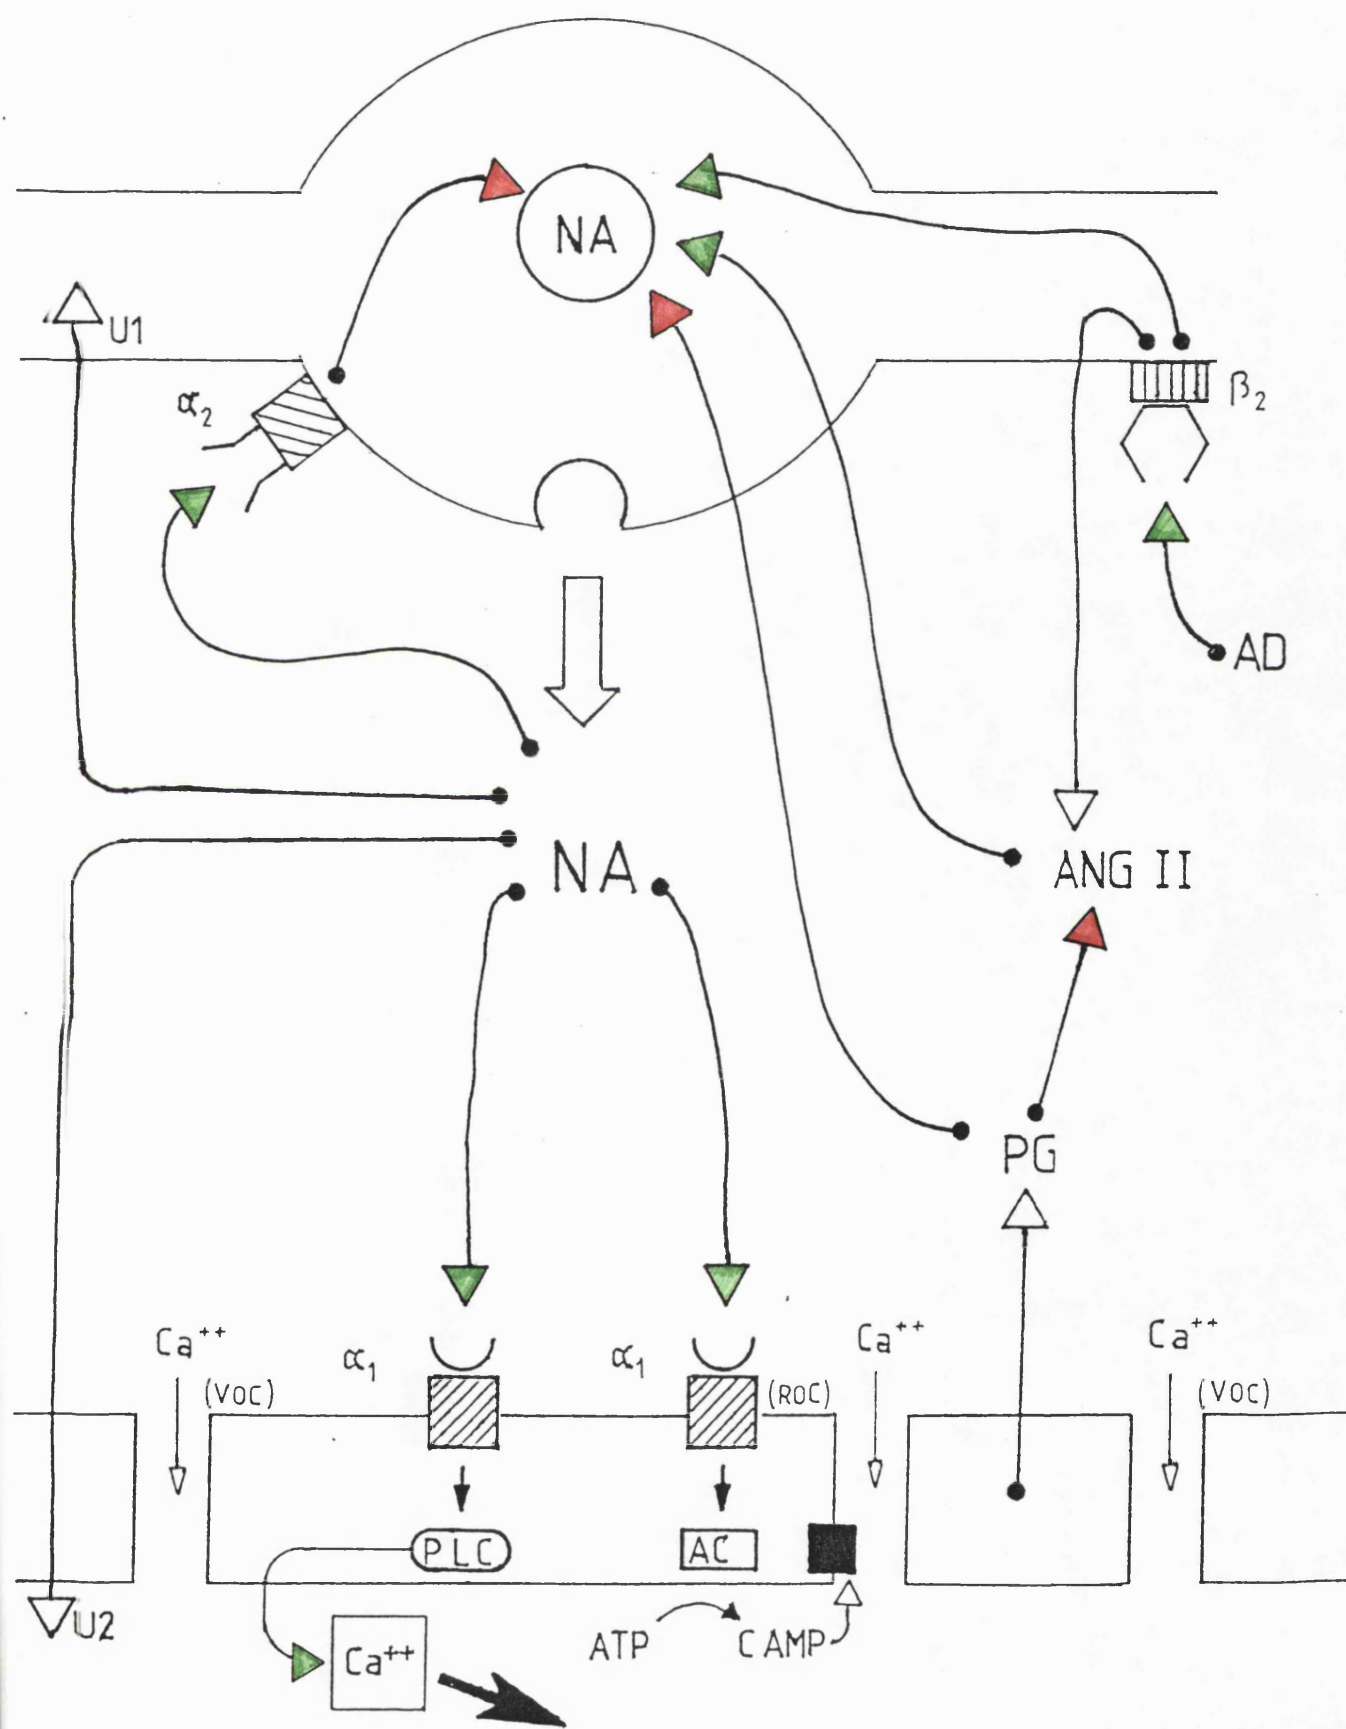 NA
U1
α₂
β₂
AD
NA
ANG II
PG
Ca⁺⁺
Ca⁺⁺
Ca⁺⁺
α₁
α₁
(VOC)
(ROC)
(VOC)
PLC
AC
U2
ATP
CAMP
Ca⁺⁺